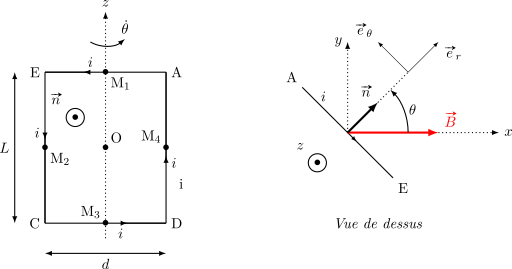 z
θ̇
E
i
M₁
A
n⃗
i
O
M₄
L
M₂
i
i
M₃
C
i
D
d
y
e⃗θ
e⃗r
A
i
n⃗
θ
B⃗
x
z
E
Vue de dessus